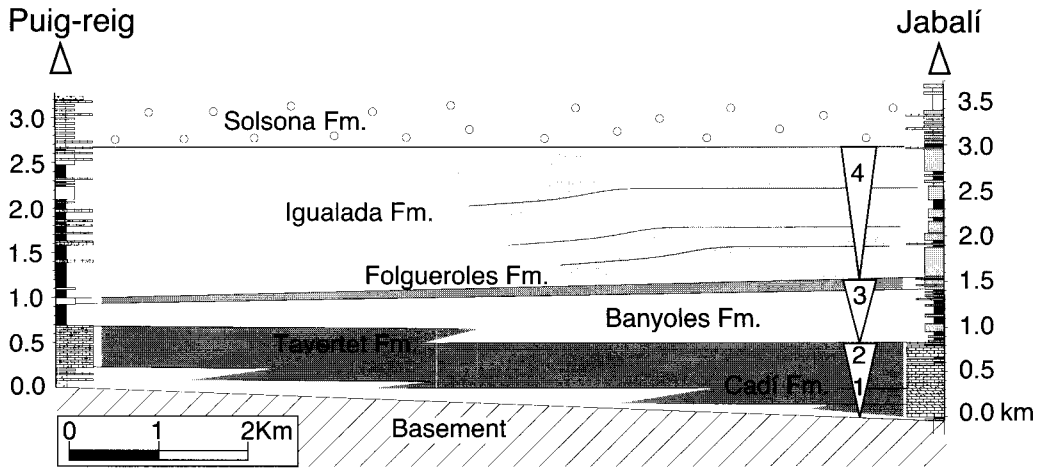 Puig-reig
Jabalí
3.0
2.5
2.0
1.5
1.0
0.5
0.0
Solsona Fm.
Igualada Fm.
Folgueroles Fm.
Banyoles Fm.
Tavertet Fm.
Cadí Fm.
Basement
4
3
2
1
3.5
3.0
2.5
2.0
1.5
1.0
0.5
0.0 km
0 1 2Km